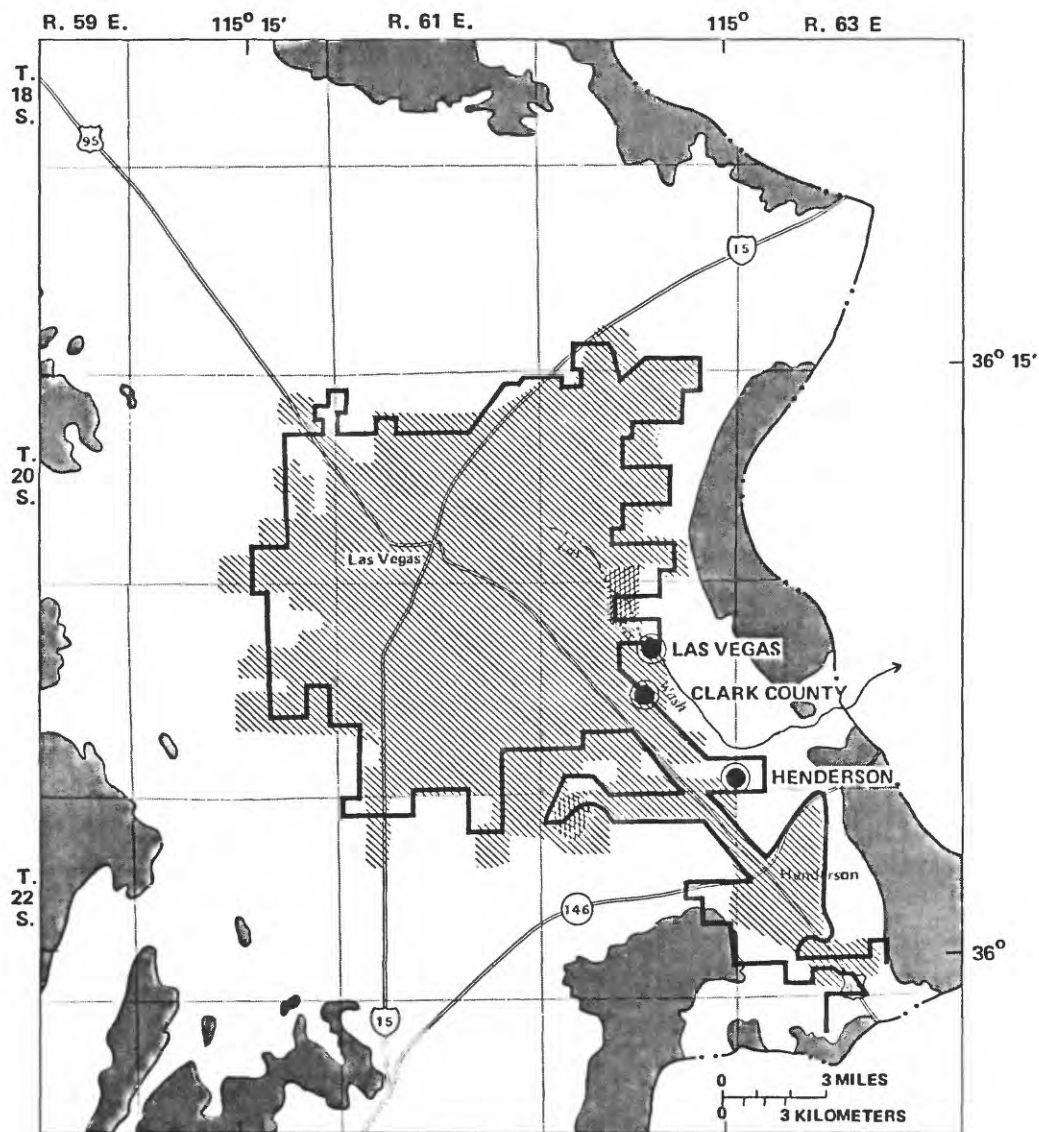 R. 59 E. 115° 15' R. 61 E. 115° R. 63 E
T.
18
S.
95
15
36° 15'
T.
20
S.
Las Vegas
Las
LAS VEGAS
CLARK COUNTY
Wash
HENDERSON
Henderson
T.
22
S.
146
36°
15
0 3 MILES
0 3 KILOMETERS